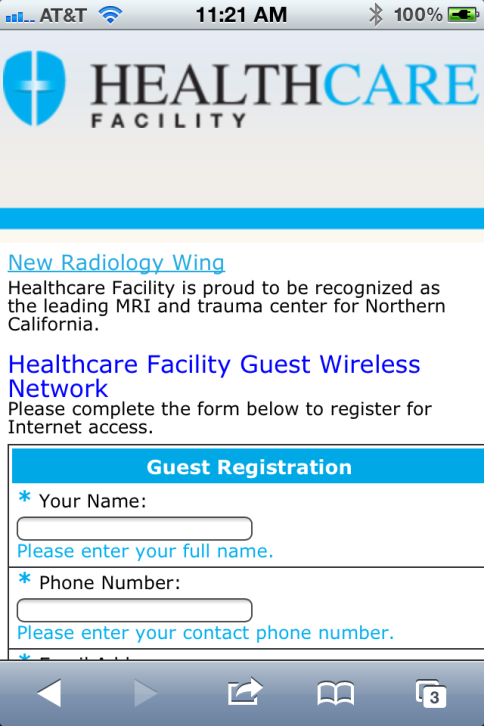 AT&T 11:21 AM 100%
HEALTHCARE
FACILITY
New Radiology Wing
Healthcare Facility is proud to be recognized as
the leading MRI and trauma center for Northern
California.
Healthcare Facility Guest Wireless
Network
Please complete the form below to register for
Internet access.
Guest Registration
* Your Name:
Please enter your full name.
* Phone Number:
Please enter your contact phone number.
3